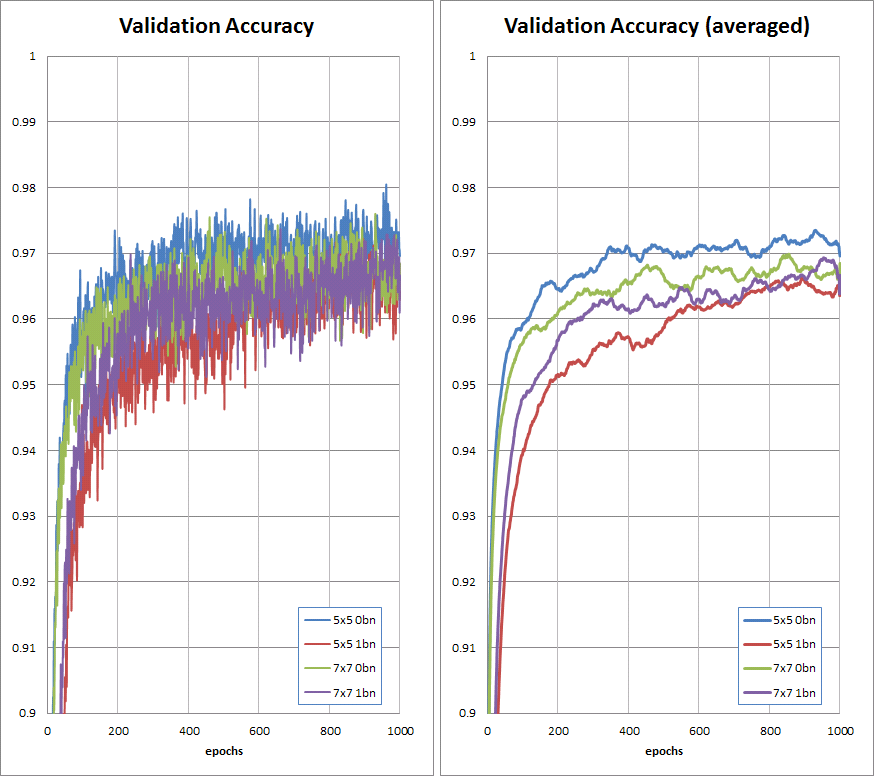 Validation Accuracy
1
0.99
0.98
0.97
0.96
0.95
0.94
0.93
0.92
0.91
0.9
0 200 400 600 800 1000
epochs
5x5 0bn
5x5 1bn
7x7 0bn
7x7 1bn
Validation Accuracy (averaged)
1
0.99
0.98
0.97
0.96
0.95
0.94
0.93
0.92
0.91
0.9
0 200 400 600 800 1000
epochs
5x5 0bn
5x5 1bn
7x7 0bn
7x7 1bn